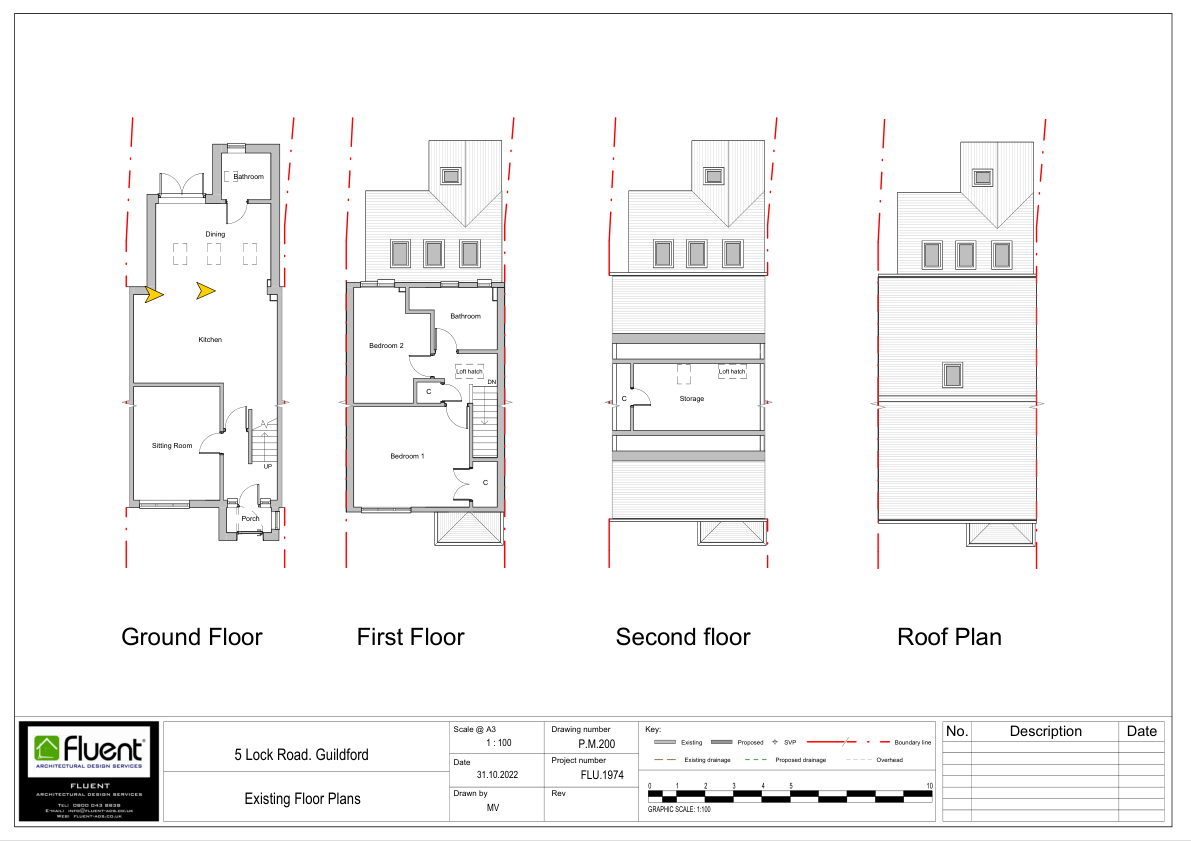 Bathroom
Dining
Kitchen
Sitting Room
UP
Porch
Bathroom
Bedroom 2
Loft hatch
DN
C
Bedroom 1
C
Loft hatch
C
Storage
Ground Floor
First Floor
Second floor
Roof Plan
fluent®
ARCHITECTURAL DESIGN SERVICES
FLUENT
ARCHITECTURAL DESIGN SERVICES
Tel: 0800 043 8838
E-mail: info@fluent-ads.co.uk
Web: fluent-ads.co.uk
5 Lock Road. Guildford
Existing Floor Plans
Scale @ A3
1 : 100
Date
31.10.2022
Drawn by
MV
Drawing number
P.M.200
Project number
FLU.1974
Rev
Key:
Existing Proposed SVP Boundary line
Existing drainage Proposed drainage Overhead
0 1 2 3 4 5 10
GRAPHIC SCALE: 1:100
No. Description Date